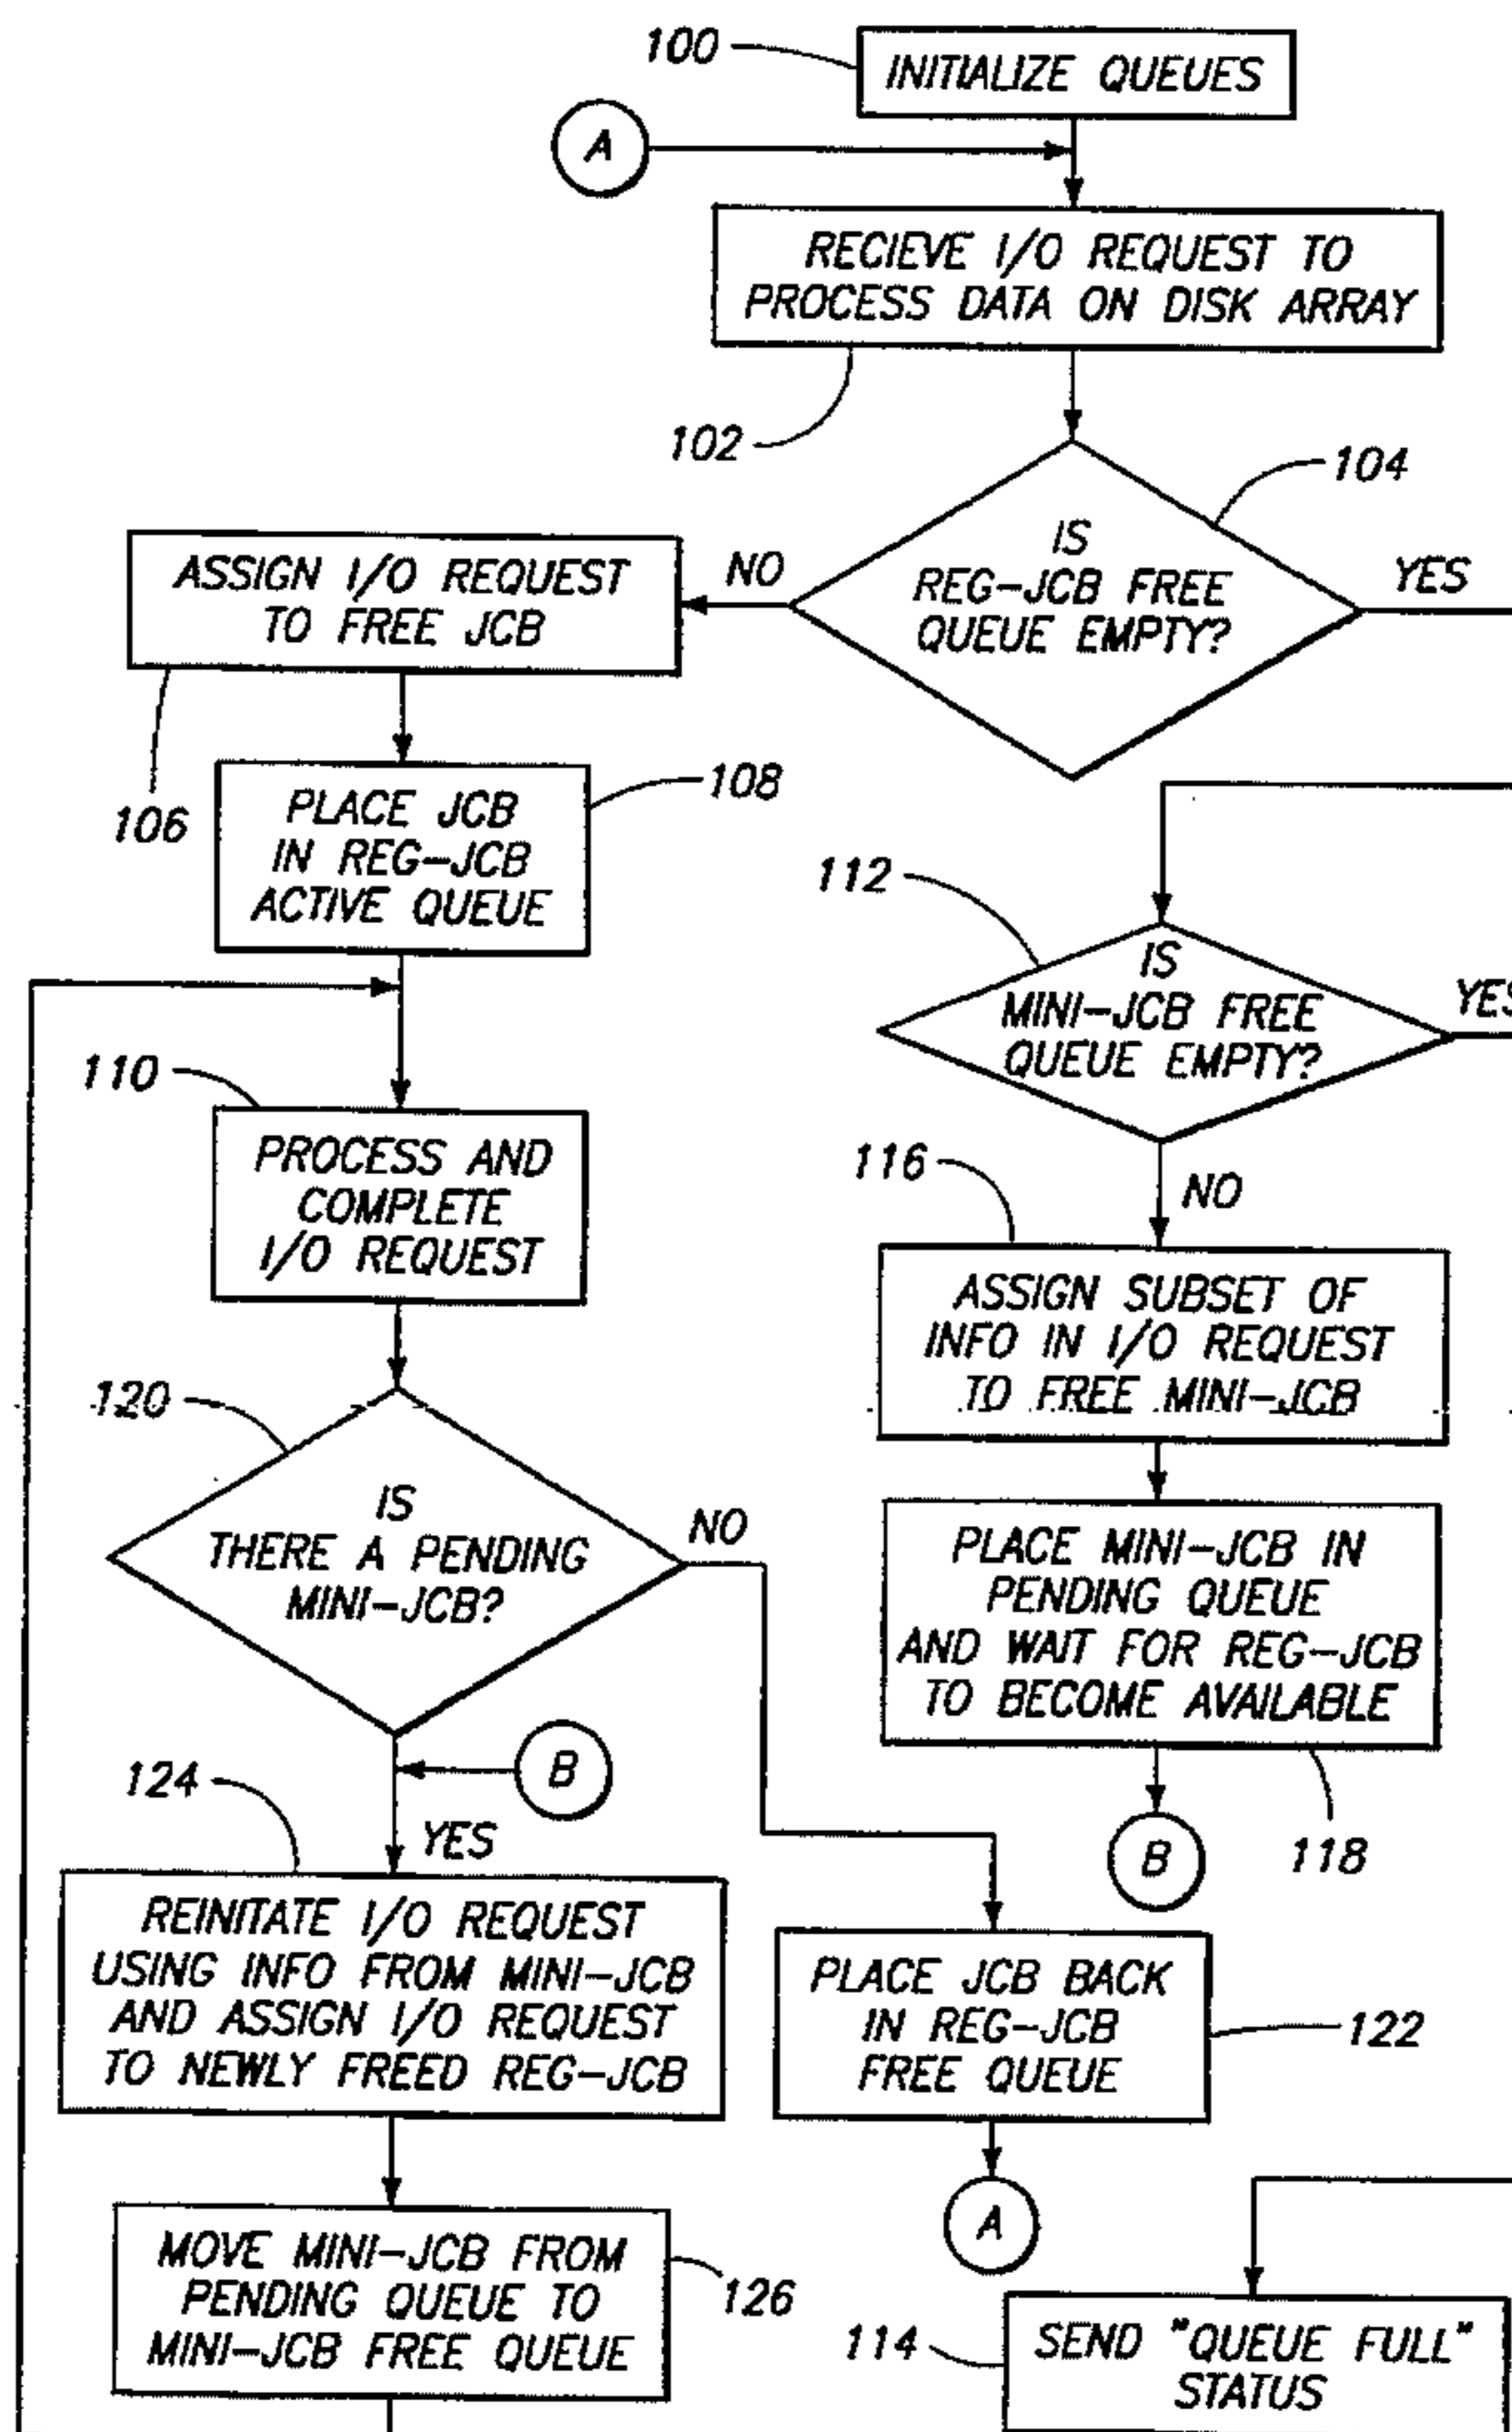 100
INITIALIZE QUEUES
A
RECIEVE I/O REQUEST TO
PROCESS DATA ON DISK ARRAY
102
104
IS
REG-JCB FREE
QUEUE EMPTY?
NO
YES
ASSIGN I/O REQUEST
TO FREE JCB
106
PLACE JCB
IN REG-JCB
ACTIVE QUEUE
108
112
IS
MINI-JCB FREE
QUEUE EMPTY?
YES
NO
110
PROCESS AND
COMPLETE
I/O REQUEST
116
ASSIGN SUBSET OF
INFO IN I/O REQUEST
TO FREE MINI-JCB
120
IS
THERE A PENDING
MINI-JCB?
NO
PLACE MINI-JCB IN
PENDING QUEUE
AND WAIT FOR REG-JCB
TO BECOME AVAILABLE
118
B
B
124
YES
REINITATE I/O REQUEST
USING INFO FROM MINI-JCB
AND ASSIGN I/O REQUEST
TO NEWLY FREED REG-JCB
PLACE JCB BACK
IN REG-JCB
FREE QUEUE
122
A
MOVE MINI-JCB FROM
PENDING QUEUE TO
MINI-JCB FREE QUEUE
126
114
SEND "QUEUE FULL"
STATUS